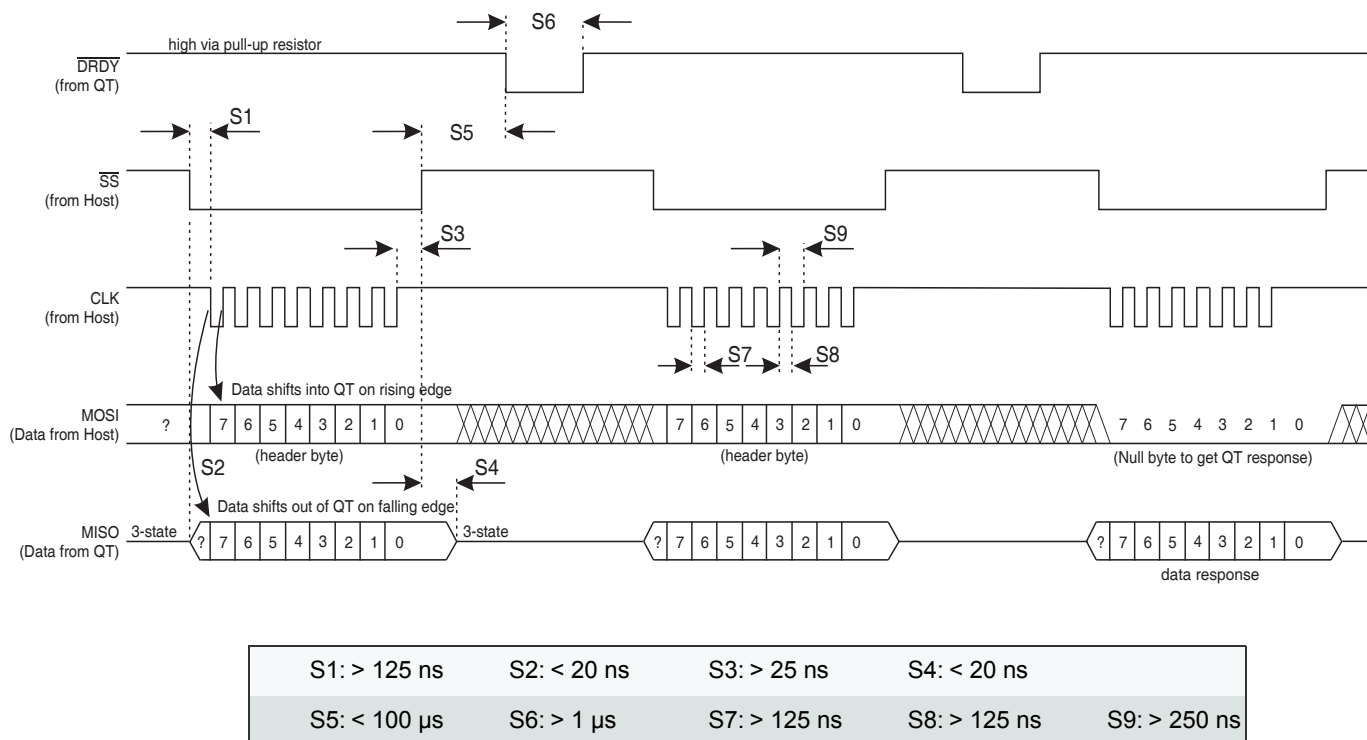 S6
high via pull-up resistor
DRDY
(from QT)
S1
S5
SS
(from Host)
S3
S9
CLK
(from Host)
S7
S8
Data shifts into QT on rising edge
MOSI
(Data from Host)
? 7 6 5 4 3 2 1 0
7 6 5 4 3 2 1 0
7 6 5 4 3 2 1 0
(header byte)
(header byte)
(Null byte to get QT response)
S2
S4
Data shifts out of QT on falling edge
MISO
(Data from QT)
3-state
? 7 6 5 4 3 2 1 0
3-state
? 7 6 5 4 3 2 1 0
? 7 6 5 4 3 2 1 0
data response
S1: > 125 ns S2: < 20 ns S3: > 25 ns S4: < 20 ns
S5: < 100 µs S6: > 1 µs S7: > 125 ns S8: > 125 ns S9: > 250 ns